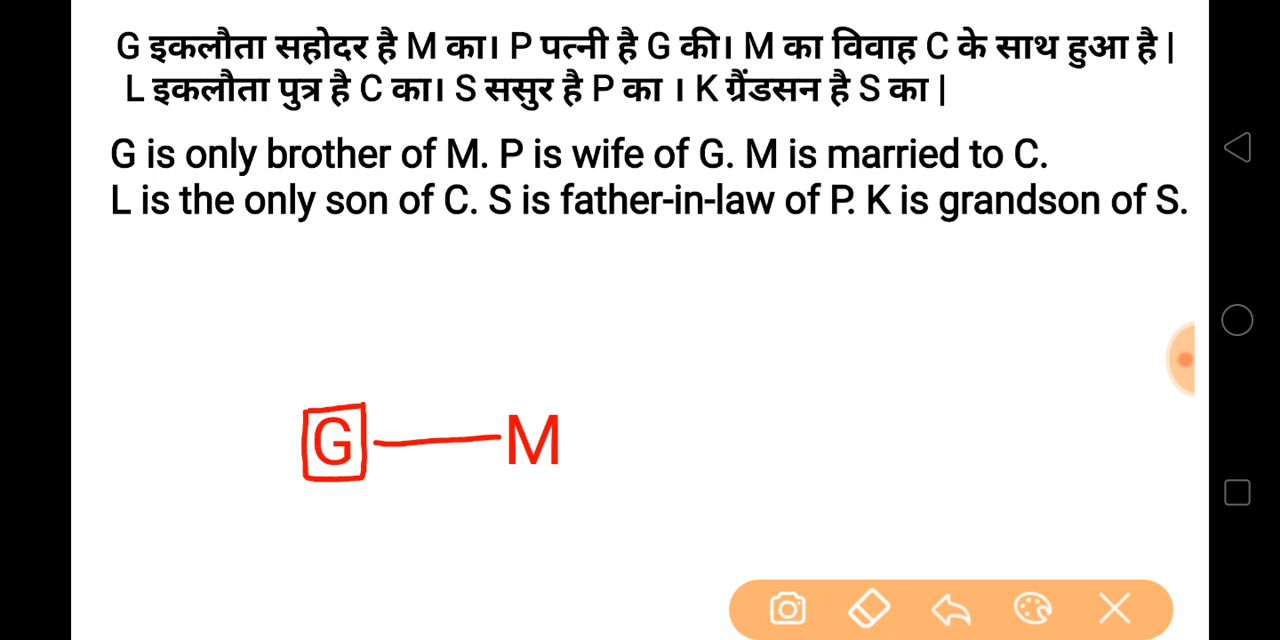 G इकलौता सहोदर है M का। P पत्नी है G की। M का विवाह C के साथ हुआ है |
L इकलौता पुत्र है C का। S ससुर है P का । K ग्रैंडसन है S का |
G is only brother of M. P is wife of G. M is married to C.
L is the only son of C. S is father-in-law of P. K is grandson of S.
G M